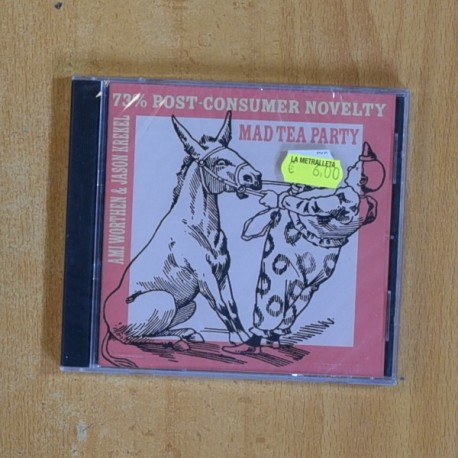 73% POST-CONSUMER NOVELTY
MAD TEA PARTY
AMI WORTHEN & JASON KREKEL
LA METRALLETA
€ 6,00